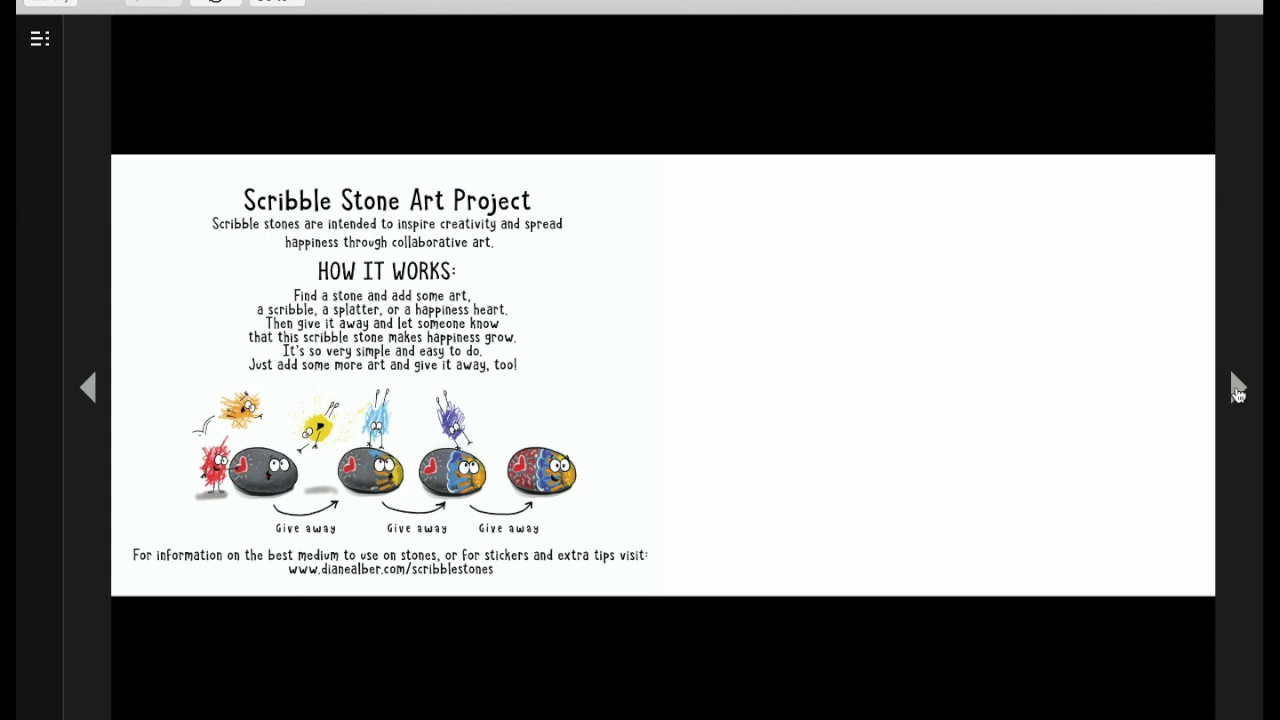 Scribble Stone Art Project
Scribble stones are intended to inspire creativity and spread
happiness through collaborative art.
HOW IT WORKS:
Find a stone and add some art,
a scribble, a splatter, or a happiness heart.
Then give it away and let someone know
that this scribble stone makes happiness grow.
It's so very simple and easy to do.
Just add some more art and give it away, too!
Give away Give away Give away
For information on the best medium to use on stones, or for stickers and extra tips visit:
www.dianealber.com/scribblestones